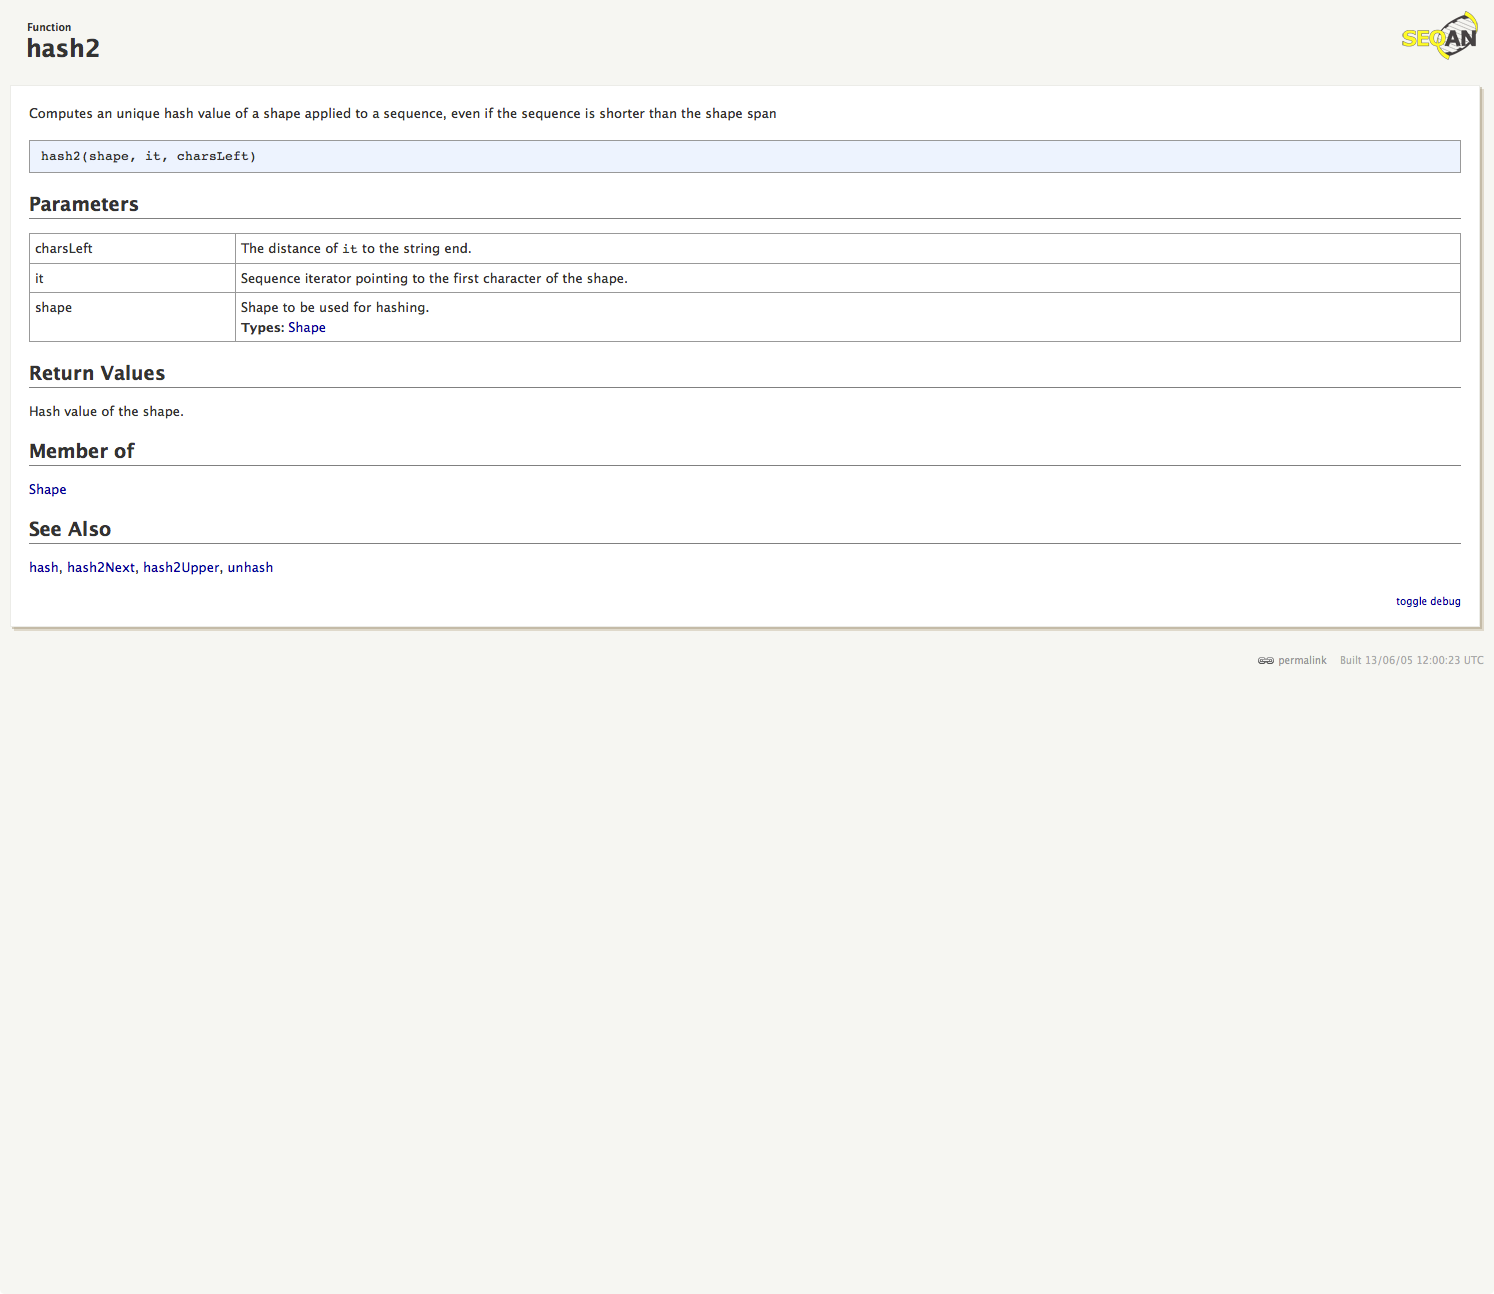 Function
hash2
SEQAN
Computes an unique hash value of a shape applied to a sequence, even if the sequence is shorter than the shape span
hash2(shape, it, charsLeft)
Parameters
charsLeft The distance of it to the string end.
it Sequence iterator pointing to the first character of the shape.
shape Shape to be used for hashing.
Types: Shape
Return Values
Hash value of the shape.
Member of
Shape
See Also
hash, hash2Next, hash2Upper, unhash
toggle debug
permalink Built 13/06/05 12:00:23 UTC